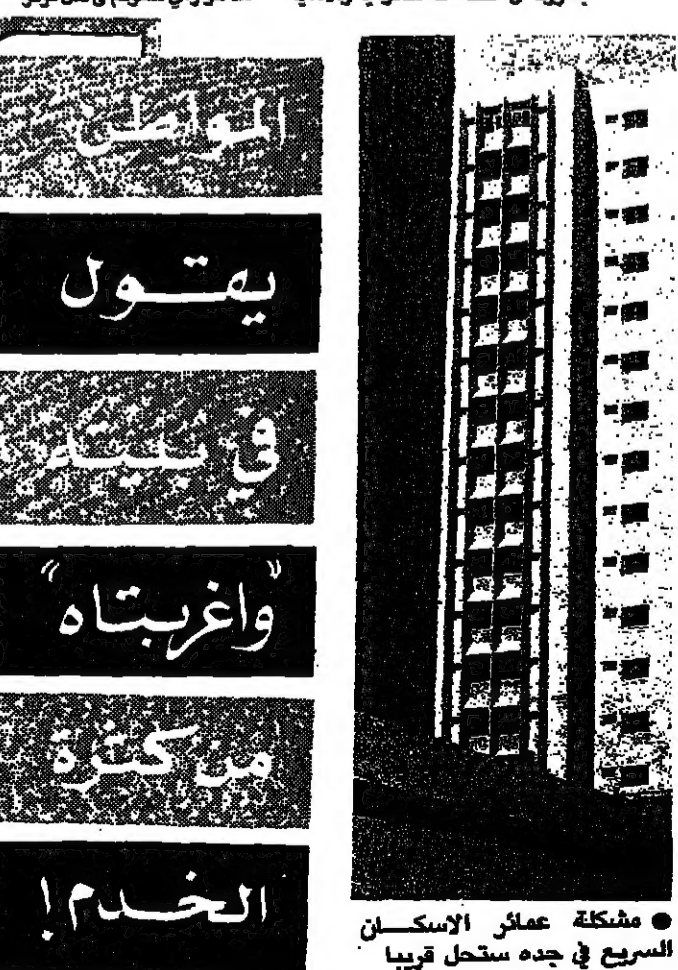 المواطن
يقول
في بيته
"واغربتاه"
من كثرة
الخدم!
● مشكلة عمائر الاسكان
السريع في جده ستحل قريبا